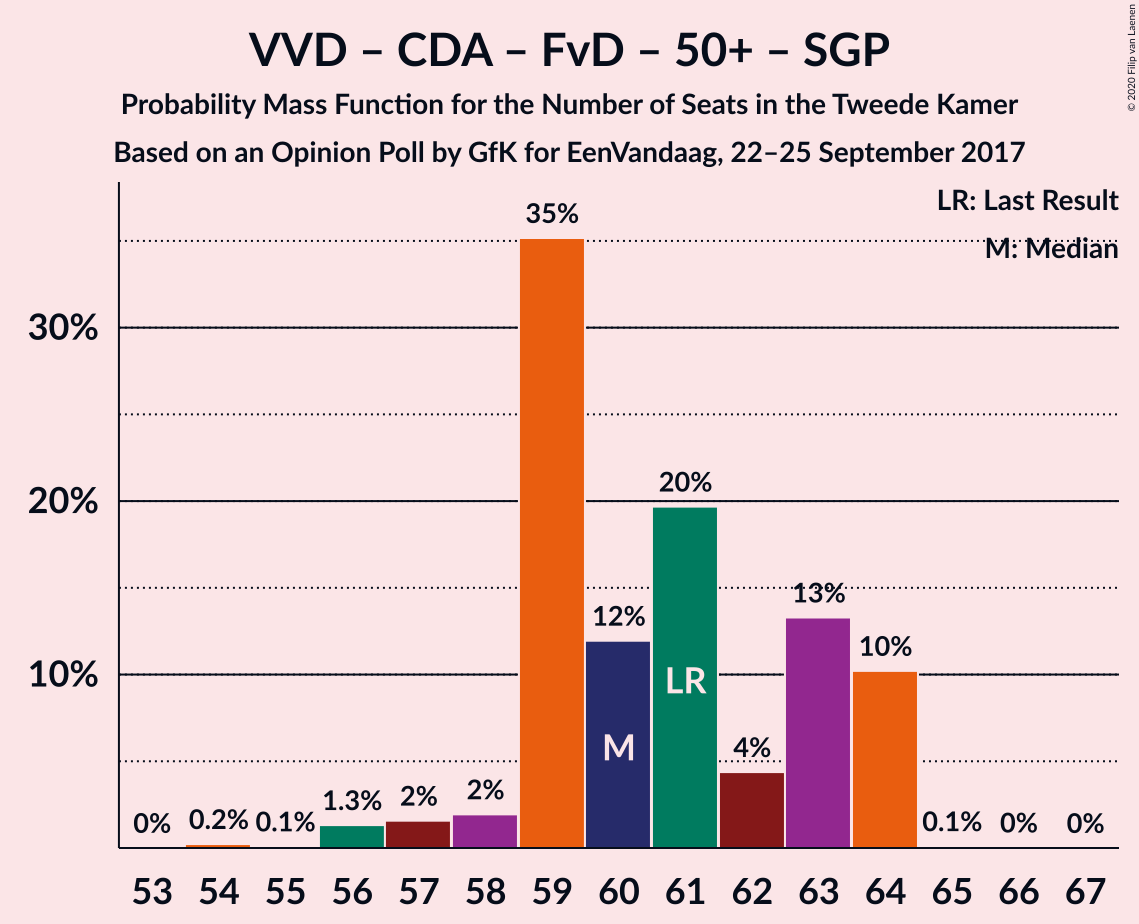 VVD – CDA – FvD – 50+ – SGP
Probability Mass Function for the Number of Seats in the Tweede Kamer
Based on an Opinion Poll by GfK for EenVandaag, 22–25 September 2017
© 2020 Filip van Laenen
LR: Last Result
M: Median
30%
20%
10%
0%
0.2%
0.1%
1.3%
2%
2%
35%
12%
20%
4%
13%
10%
0.1%
0%
0%
LR
M
53 54 55 56 57 58 59 60 61 62 63 64 65 66 67